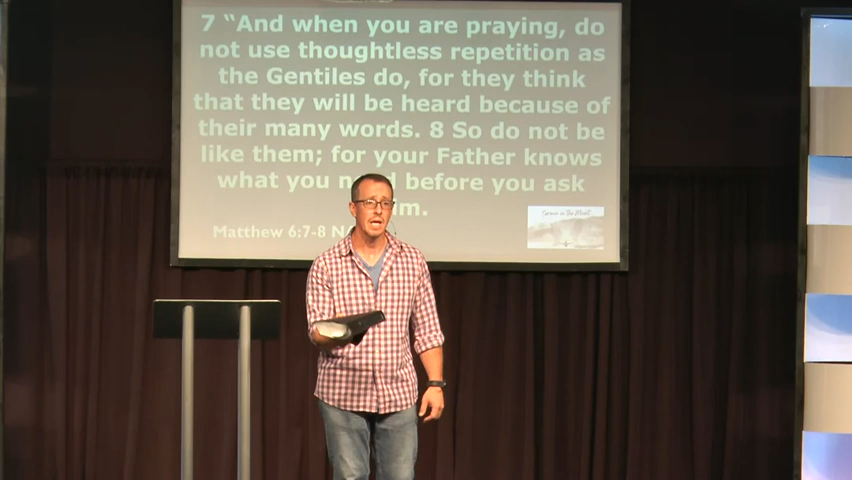 7 “And when you are praying, do
not use thoughtless repetition as
the Gentiles do, for they think
that they will be heard because of
their many words. 8 So do not be
like them; for your Father knows
what you before you ask
Matthew 6:7-8